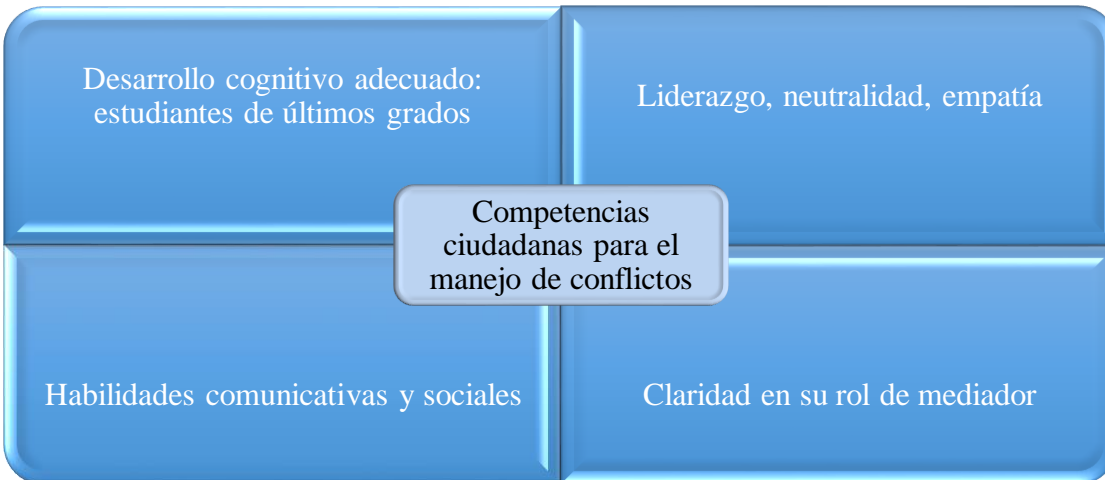 Desarrollo cognitivo adecuado:
estudiantes de últimos grados
Liderazgo, neutralidad, empatía
Competencias
ciudadanas para el
manejo de conflictos
Habilidades comunicativas y sociales
Claridad en su rol de mediador